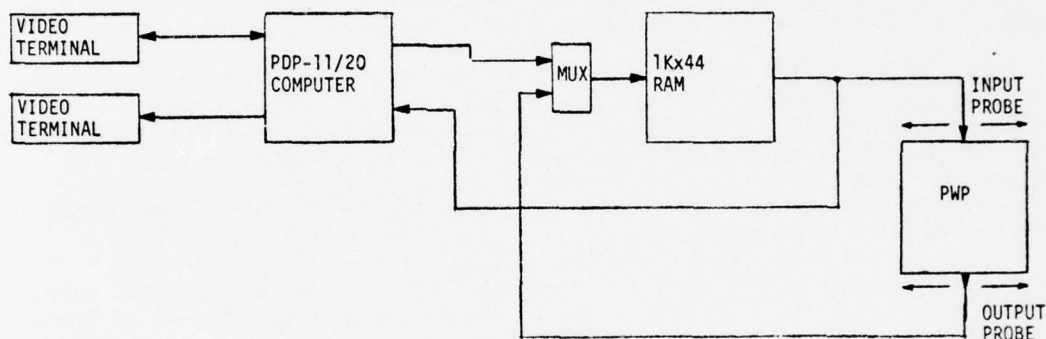 VIDEO
TERMINAL
PDP-11/20
COMPUTER
VIDEO
TERMINAL
MUX
1Kx44
RAM
INPUT
PROBE
PWP
OUTPUT
PROBE